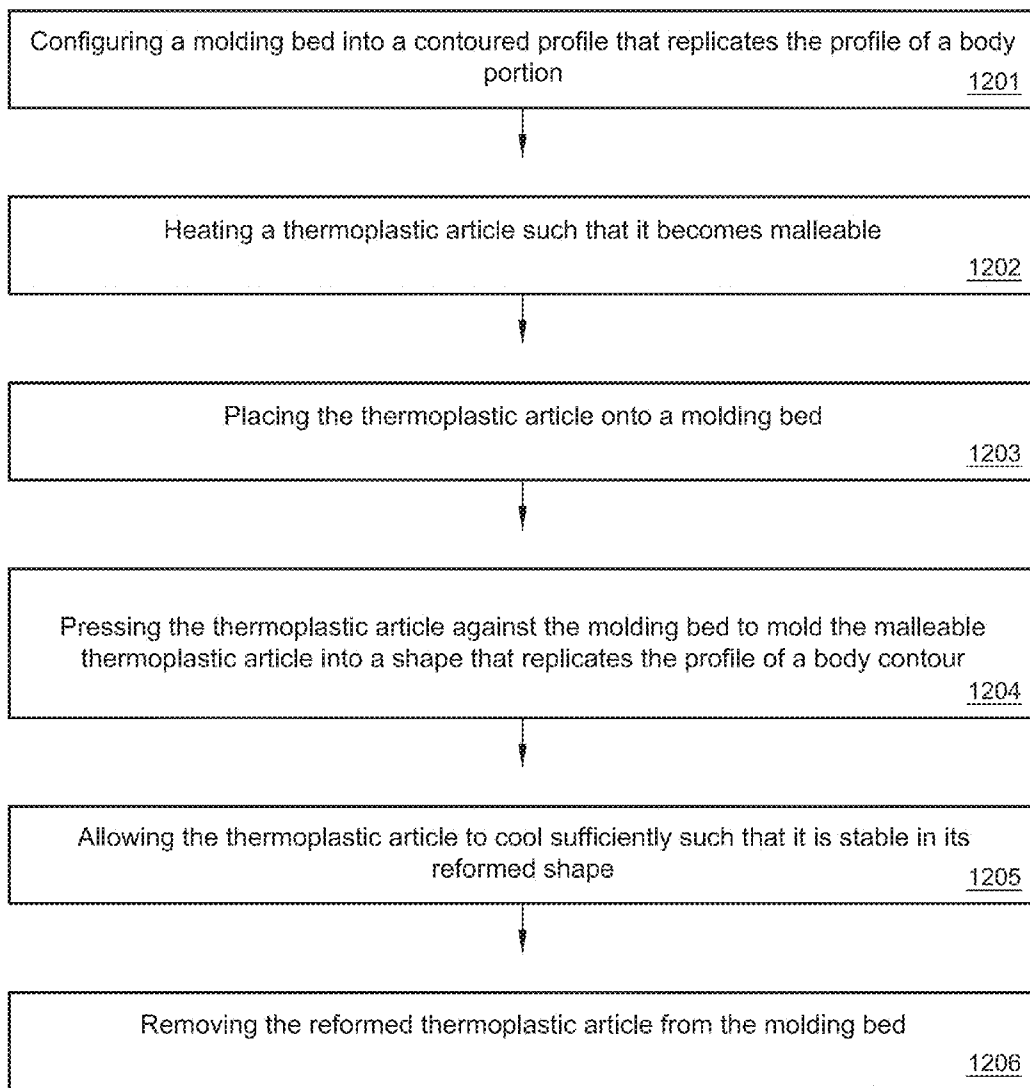 Configuring a molding bed into a contoured profile that replicates the profile of a body
portion
1201
Heating a thermoplastic article such that it becomes malleable
1202
Placing the thermoplastic article onto a molding bed
1203
Pressing the thermoplastic article against the molding bed to mold the malleable
thermoplastic article into a shape that replicates the profile of a body contour
1204
Allowing the thermoplastic article to cool sufficiently such that it is stable in its
reformed shape
1205
Removing the reformed thermoplastic article from the molding bed
1206